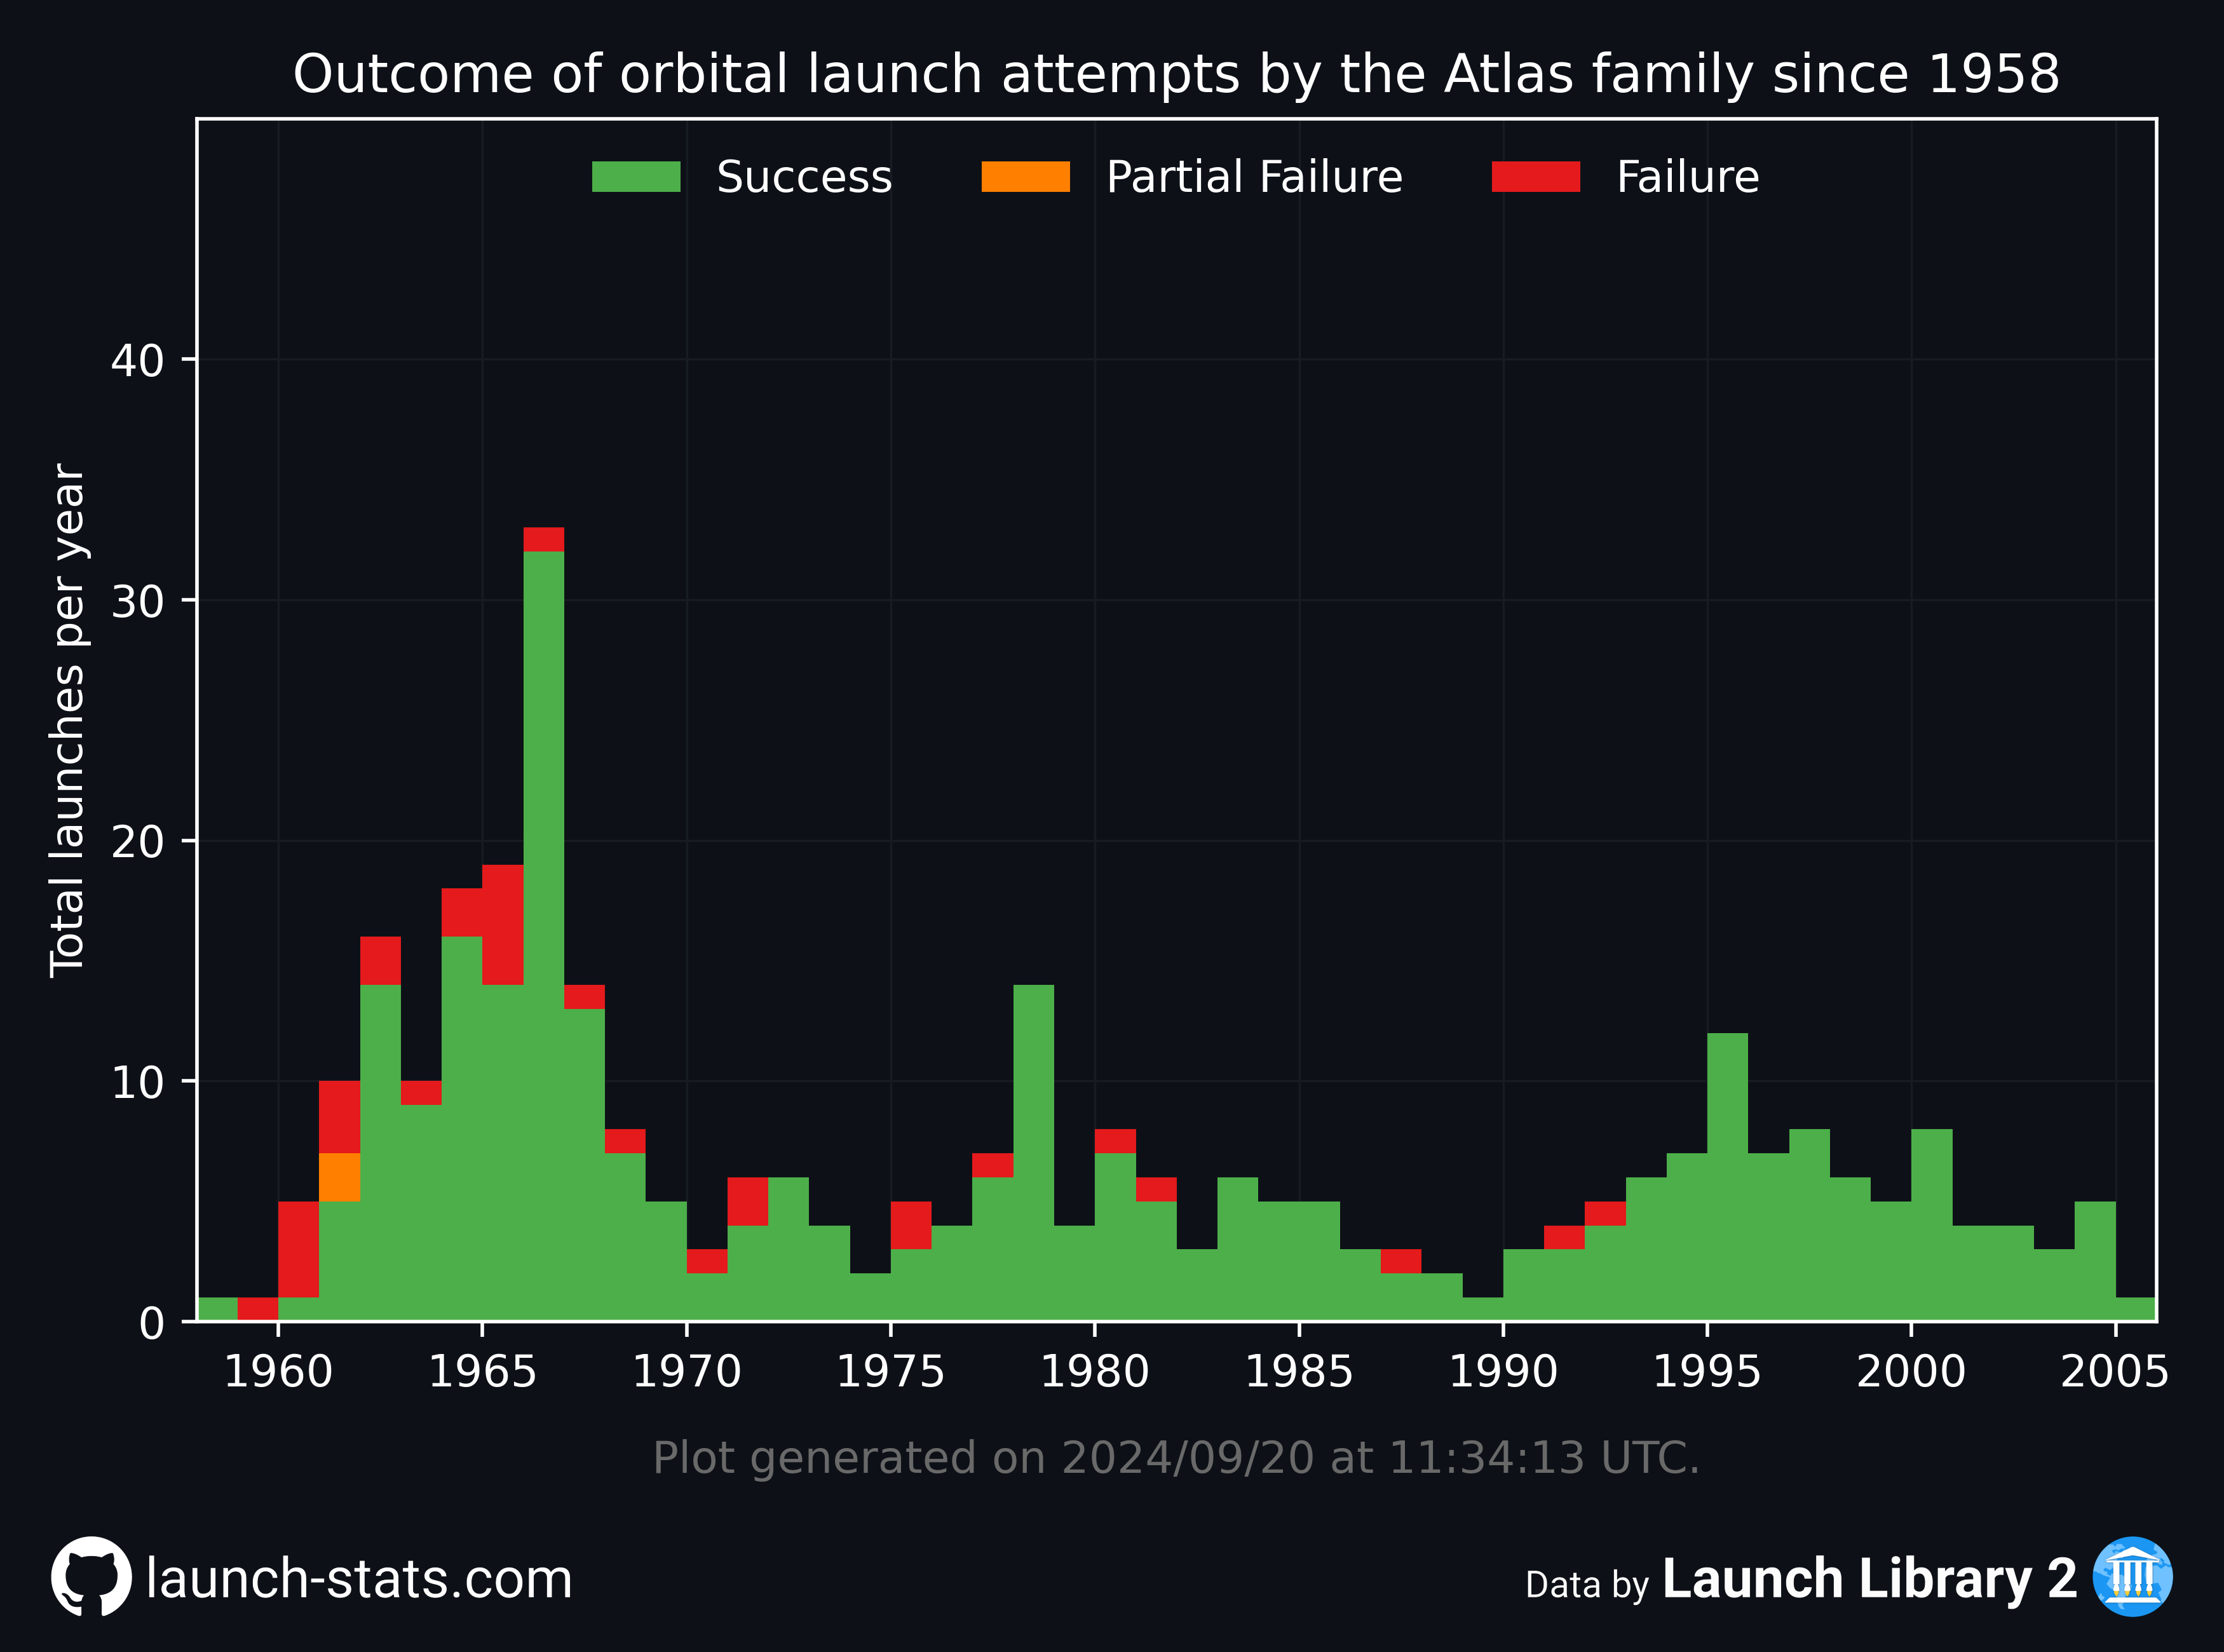 Outcome of orbital launch attempts by the Atlas family since 1958
Success Partial Failure Failure
Total launches per year
40
30
20
10
0
1960 1965 1970 1975 1980 1985 1990 1995 2000 2005
Plot generated on 2024/09/20 at 11:34:13 UTC.
launch-stats.com
Data by Launch Library 2